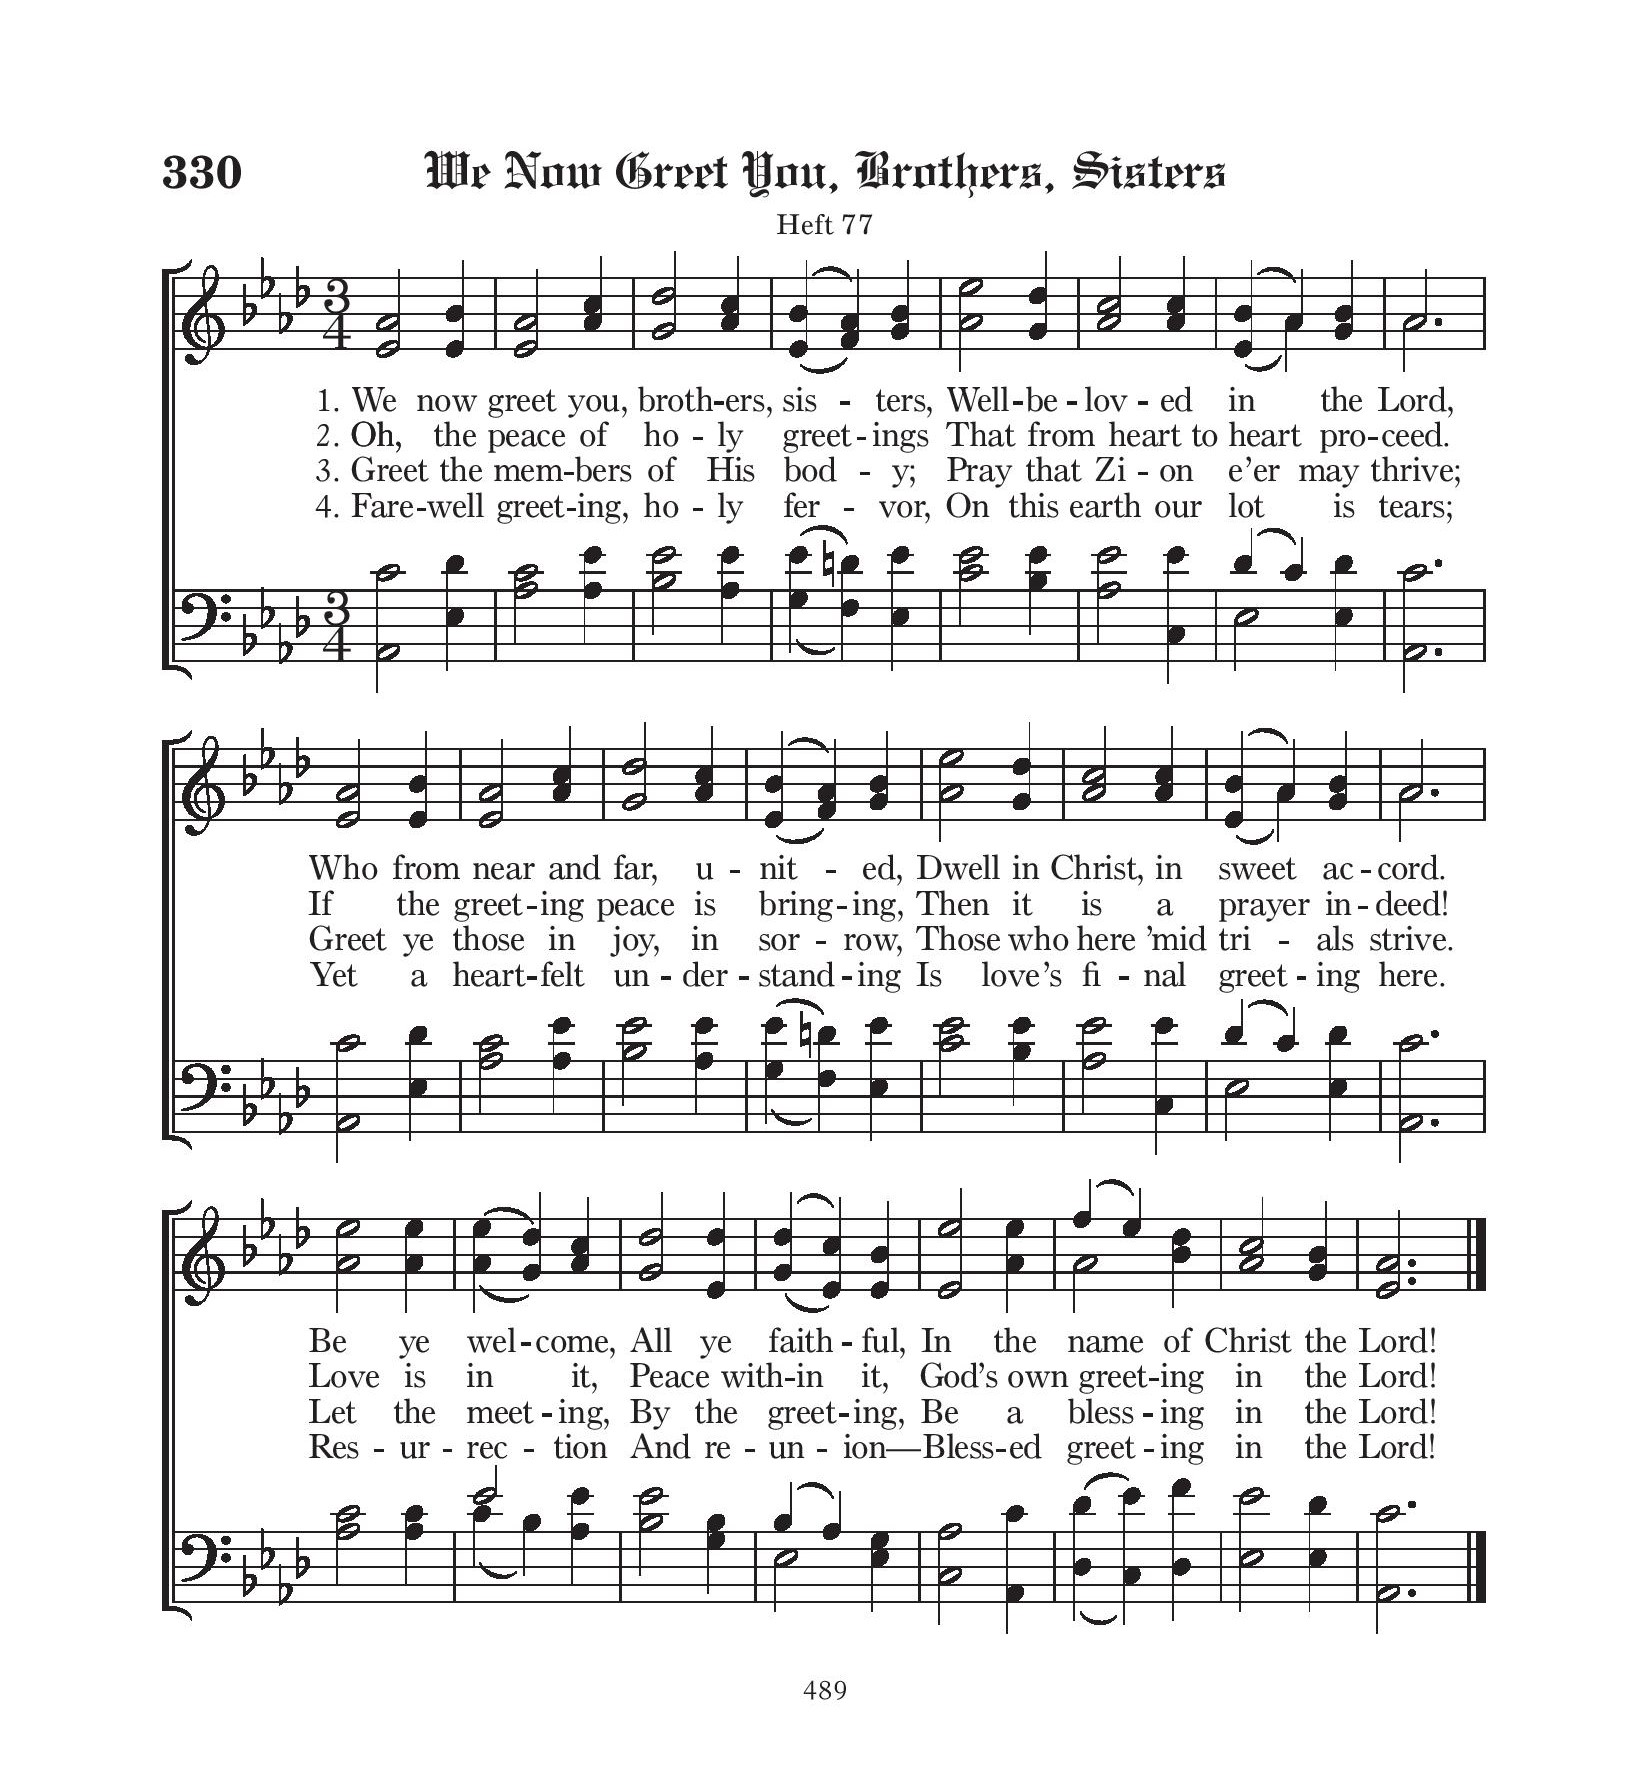 330 We Now Greet You, Brothers, Sisters
Heft 77
1. We now greet you, broth-ers, sis - ters, Well-be - lov - ed in the Lord,
2. Oh, the peace of ho - ly greet - ings That from heart to heart pro-ceed.
3. Greet the mem-bers of His bod - y; Pray that Zi - on e’er may thrive;
4. Fare-well greet-ing, ho - ly fer - vor, On this earth our lot is tears;
Who from near and far, u - nit - ed, Dwell in Christ, in sweet ac - cord.
If the greet - ing peace is bring - ing, Then it is a prayer in - deed!
Greet ye those in joy, in sor - row, Those who here ’mid tri - als strive.
Yet a heart-felt un - der - stand - ing Is love’s fi - nal greet - ing here.
Be ye wel - come, All ye faith - ful, In the name of Christ the Lord!
Love is in it, Peace with-in it, God’s own greet-ing in the Lord!
Let the meet - ing, By the greet-ing, Be a bless - ing in the Lord!
Res - ur - rec - tion And re - un - ion—Bless-ed greet - ing in the Lord!
489